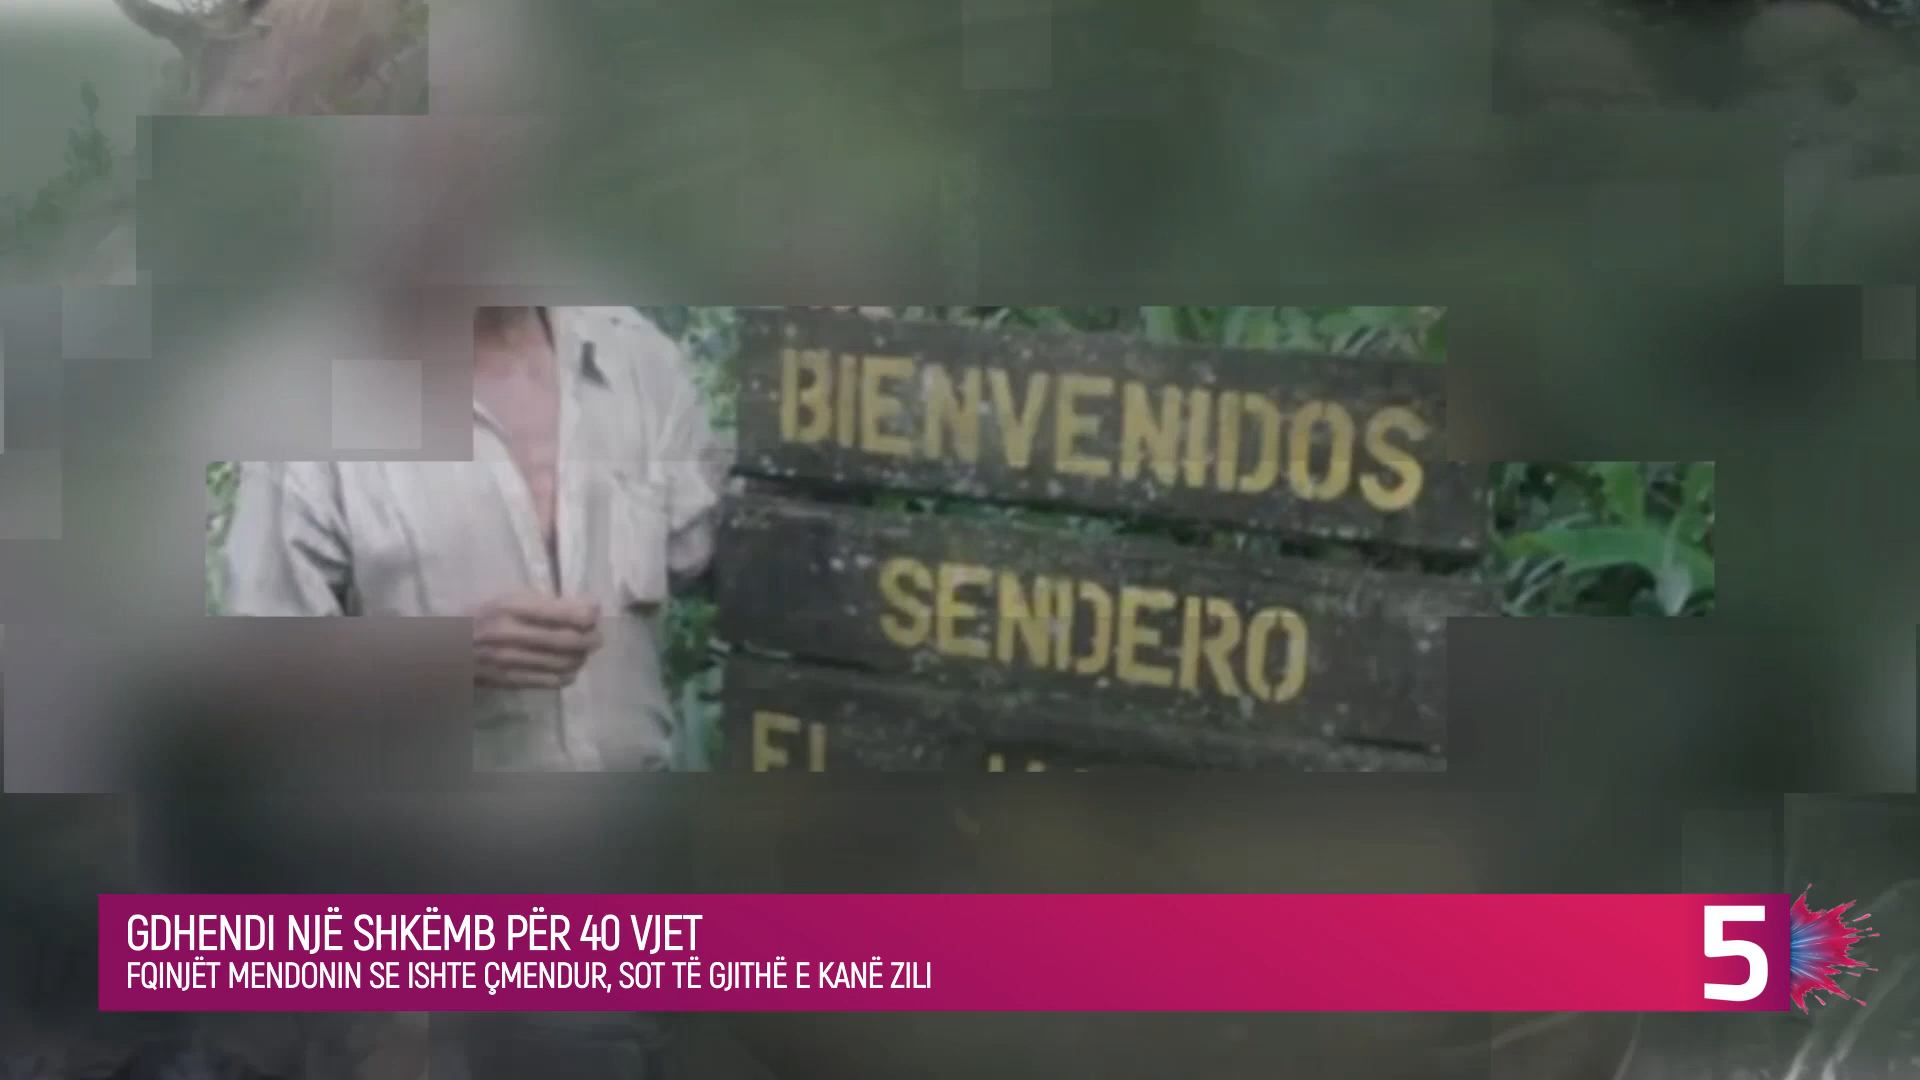 BIENVENIDOS
SENDERO
EL
GDHENDI NJË SHKËMB PËR 40 VJET
FQINJËT MENDONIN SE ISHTE ÇMENDUR, SOT TË GJITHË E KANË ZILI
5